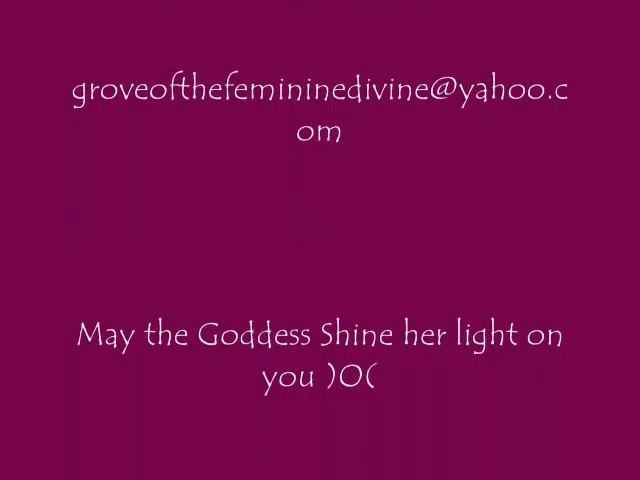 groveofthefemininedivine@yahoo.c
om
May the Goddess Shine her light on
you )O(